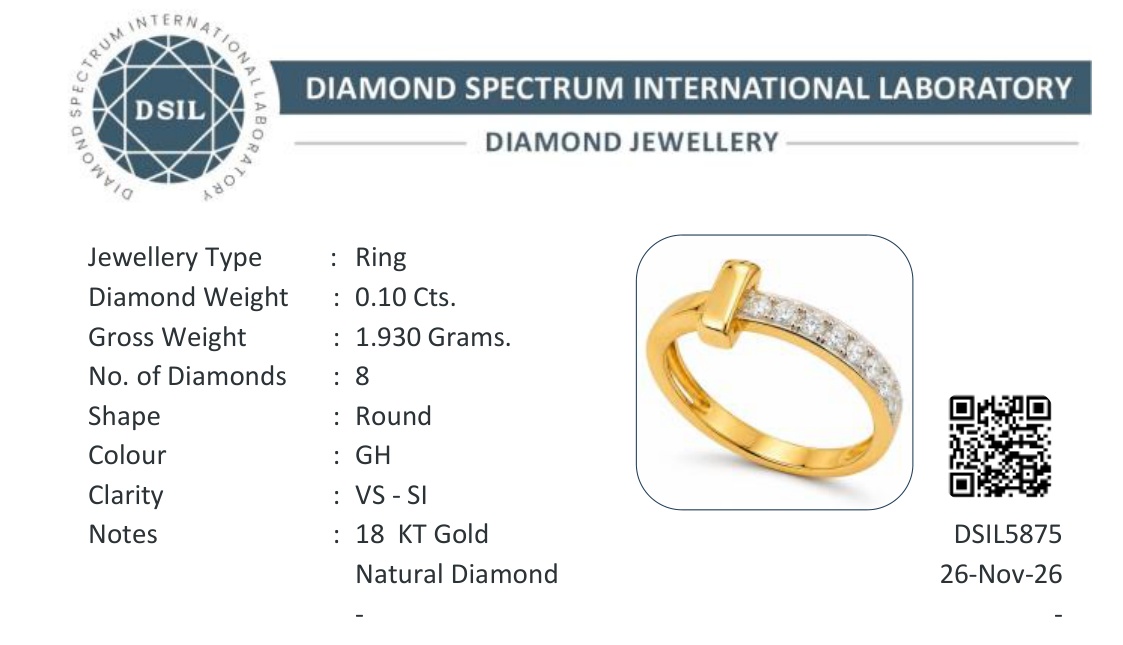 DIAMOND SPECTRUM INTERNATIONAL LABORATORY
DSIL
DIAMOND SPECTRUM INTERNATIONAL LABORATORY
DIAMOND JEWELLERY
Jewellery Type : Ring
Diamond Weight : 0.10 Cts.
Gross Weight : 1.930 Grams.
No. of Diamonds : 8
Shape : Round
Colour : GH
Clarity : VS - SI
Notes : 18 KT Gold DSIL5875
Natural Diamond 26-Nov-26
- -